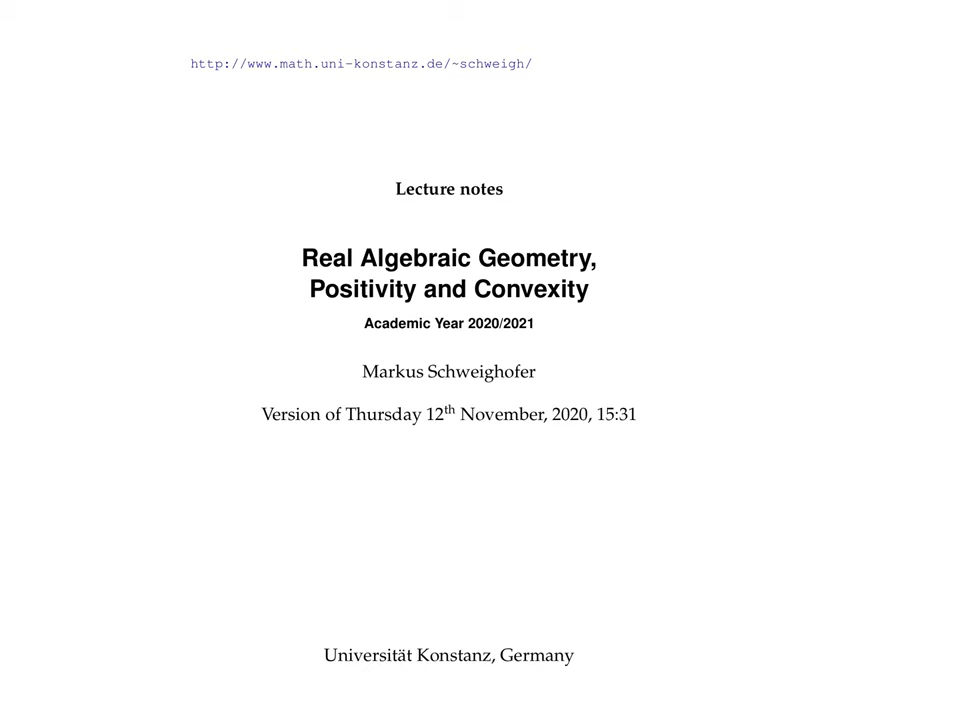 http://www.math.uni-konstanz.de/~schweigh/
Lecture notes
Real Algebraic Geometry,
Positivity and Convexity
Academic Year 2020/2021
Markus Schweighofer
Version of Thursday 12th November, 2020, 15:31
Universität Konstanz, Germany